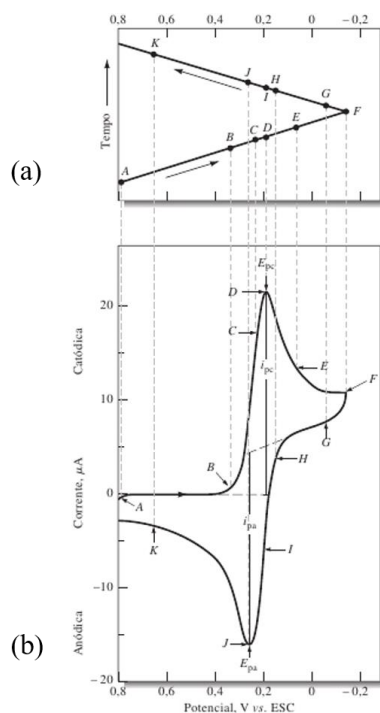 0,8 0,6 0,4 0,2 0 −0,2
(a)
Tempo
K
J
H
I
G
F
E
D
C
B
A
(b)
Corrente, μA
Catódica
Anódica
20
10
0
−10
−20
E_pc
D
C
i_pc
E
F
B
G
H
A
i_pa
K
I
J
E_pa
0,8 0,6 0,4 0,2 0 −0,2
Potencial, V vs. ESC